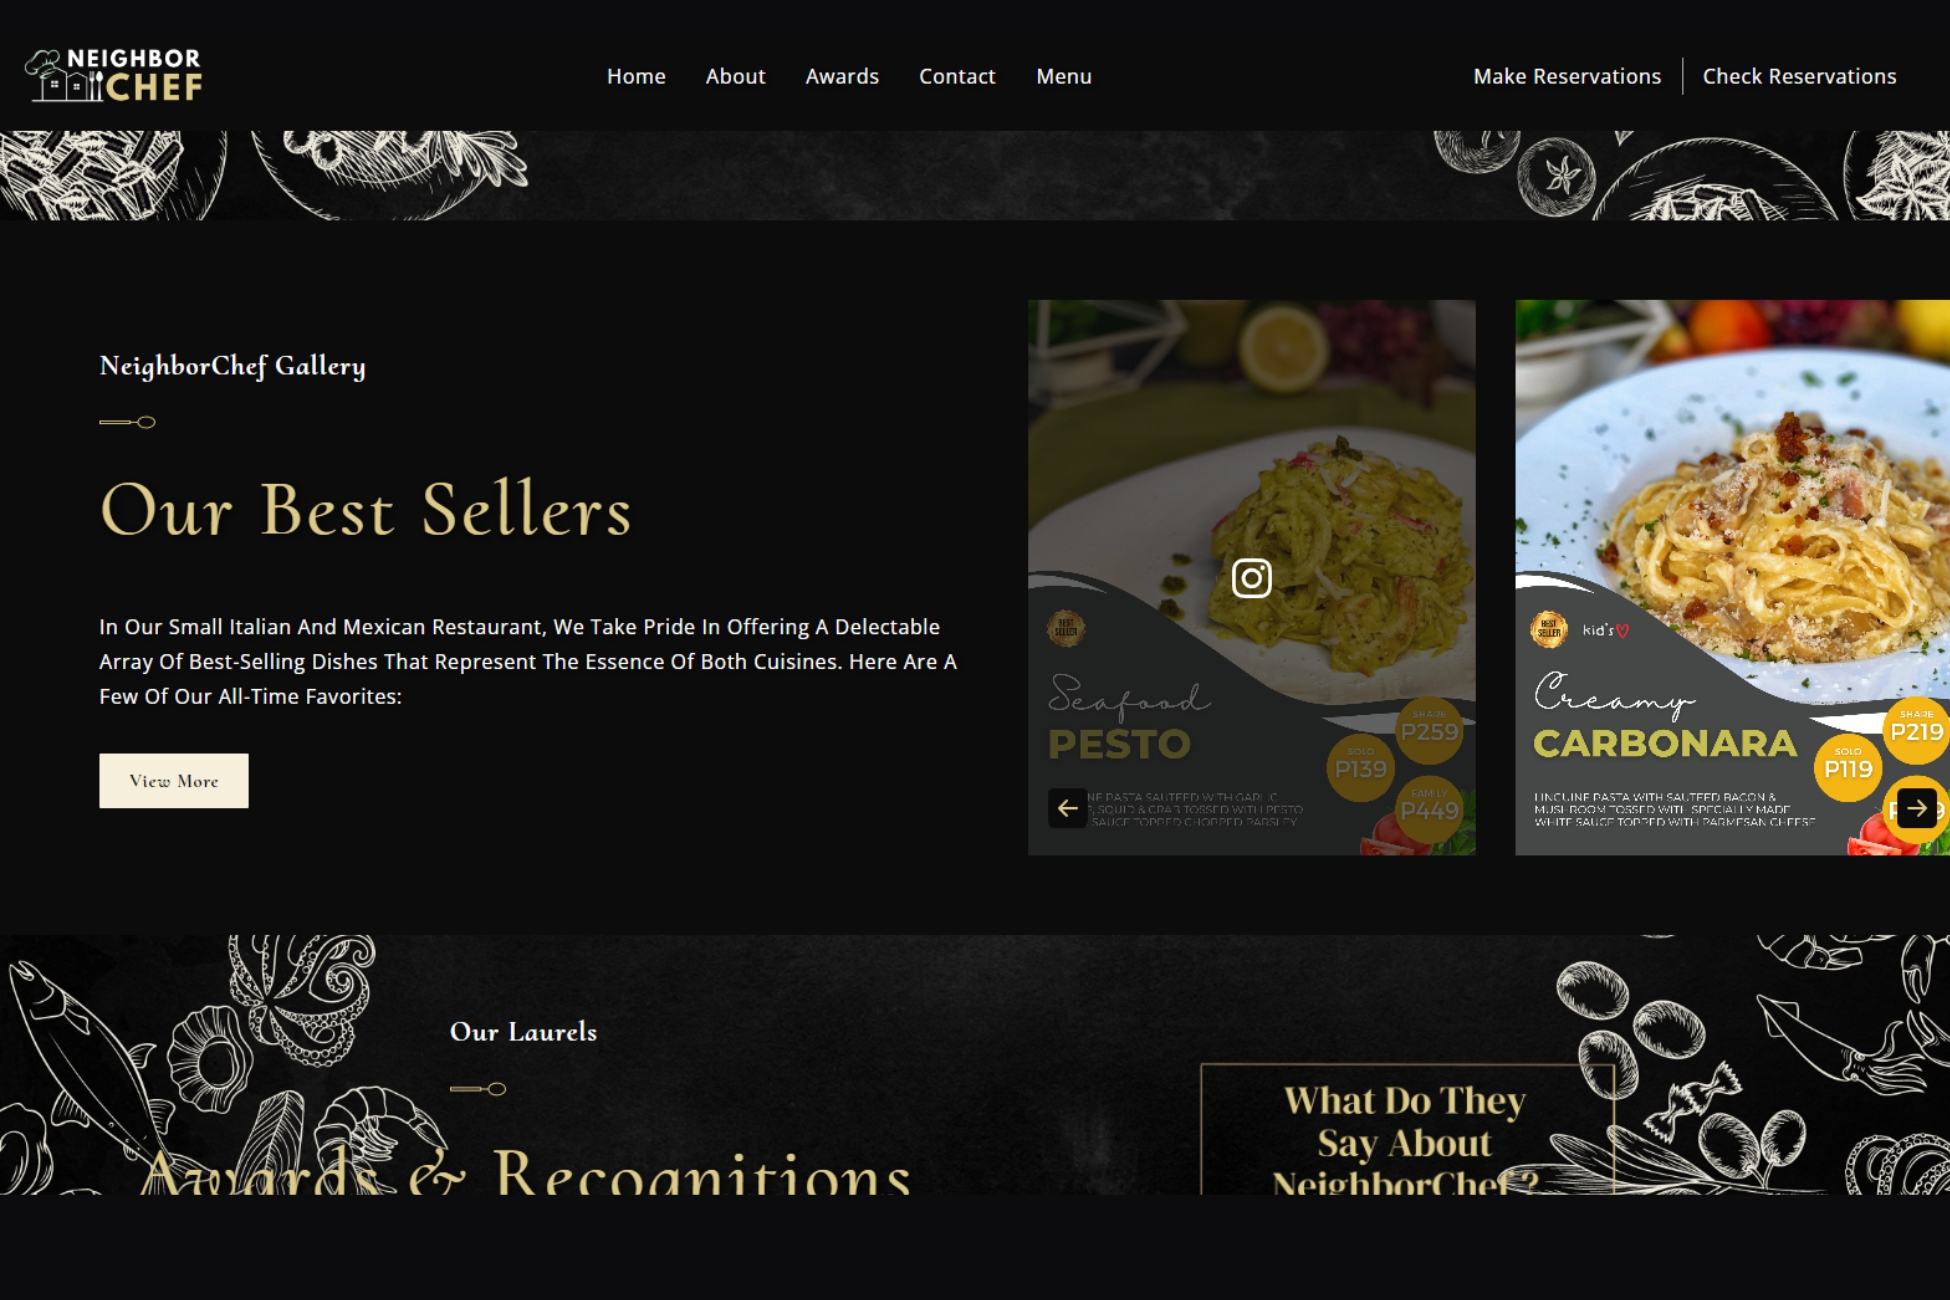 NEIGHBOR
CHEF
Home
About
Awards
Contact
Menu
Make Reservations
Check Reservations
NeighborChef Gallery
Our Best Sellers
In Our Small Italian And Mexican Restaurant, We Take Pride In Offering A Delectable
Array Of Best-Selling Dishes That Represent The Essence Of Both Cuisines. Here Are A
Few Of Our All-Time Favorites:
View More
BEST
SELLER
Seafood
PESTO
SHARE
P259
SOLO
P139
FAMILY
P449
PASTA SAUTEED WITH GARLIC
SQUID & CRAB TOSSED WITH PESTO
SAUCE TOPPED CHOPPED PARSLEY
BEST
SELLER
kid's
Creamy
CARBONARA
SHARE
P219
SOLO
P119
LINGUINE PASTA WITH SAUTEED BACON &
MUSHROOM TOSSED WITH SPECIALLY MADE
WHITE SAUCE TOPPED WITH PARMESAN CHEESE
Our Laurels
Awards & Recognitions
What Do They
Say About
NeighborChef ?